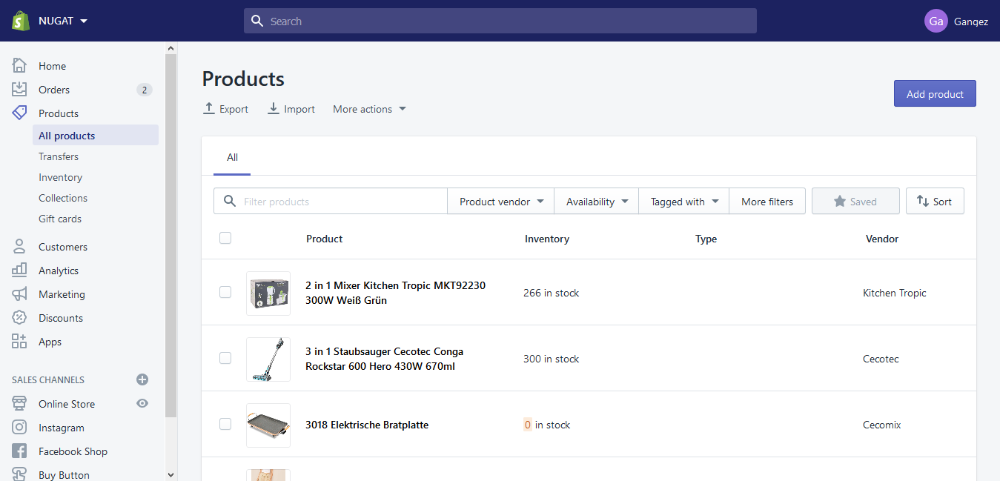 NUGAT
Search
Ga Gangez
Home
Orders 2
Products
All products
Transfers
Inventory
Collections
Gift cards
Customers
Analytics
Marketing
Discounts
Apps
SALES CHANNELS
Online Store
Instagram
Facebook Shop
Buy Button
Products
Export Import More actions
Add product
All
Filter products Product vendor Availability Tagged with More filters Saved Sort
Product Inventory Type Vendor
2 in 1 Mixer Kitchen Tropic MKT92230
300W Weiß Grün
266 in stock
Kitchen Tropic
3 in 1 Staubsauger Cecotec Conga
Rockstar 600 Hero 430W 670ml
300 in stock
Cecotec
3018 Elektrische Bratplatte 0 in stock Cecomix